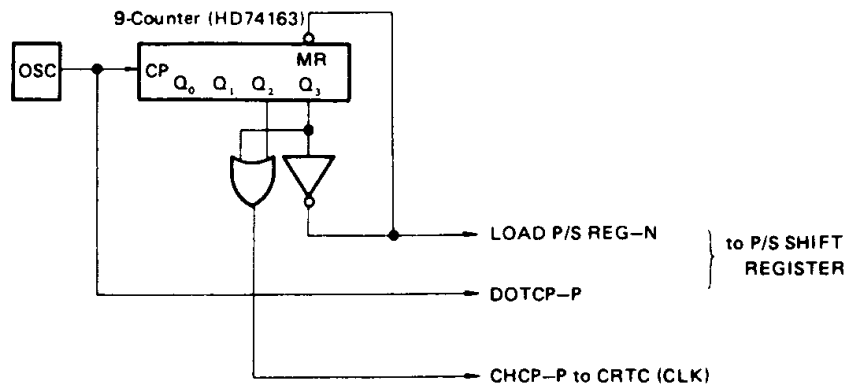 9-Counter (HD74163)
OSC
CP
MR
Q₀ Q₁ Q₂ Q₃
LOAD P/S REG–N
to P/S SHIFT
REGISTER
DOTCP–P
CHCP–P to CRTC (CLK)